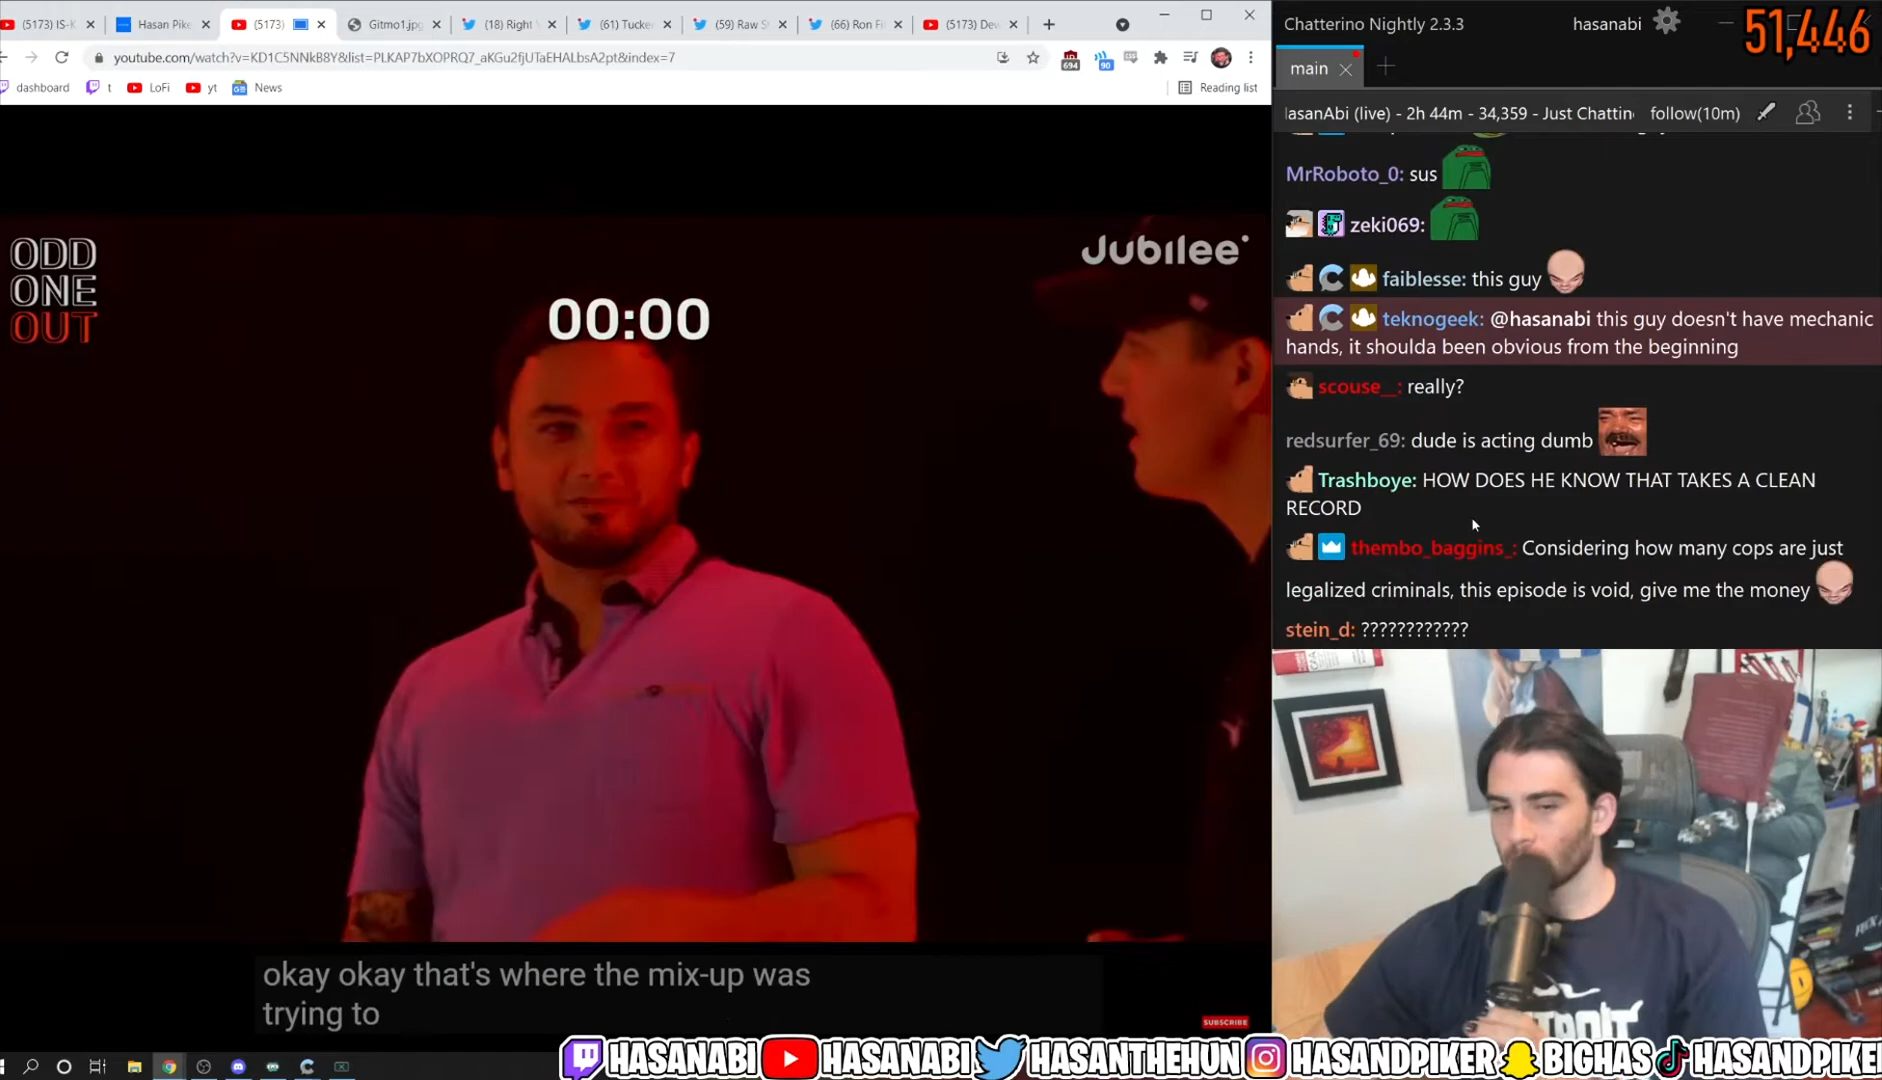 (5173) IS-K
Hasan Pike
(5173)
Gitmo1.jpg
(18) Right
(61) Tucke
(59) Raw S
(66) Ron Fi
(5173) De
youtube.com/watch?v=KD1C5NNkB8Y&list=PLKAP7bXOPRQ7_aKGu2fjUTaEHALbsA2pt&index=7
694
90
dashboard
t
LoFi
yt
News
Reading list
ODD
ONE
OUT
Jubilee
00:00
okay okay that's where the mix-up was
trying to
SUBSCRIBE
Chatterino Nightly 2.3.3
hasanabi
51,446
main
HasanAbi (live) - 2h 44m - 34,359 - Just Chattin
follow(10m)
MrRoboto_0: sus
zeki069:
faiblesse: this guy
teknogeek: @hasanabi this guy doesn't have mechanic
hands, it shoulda been obvious from the beginning
scouse__: really?
redsurfer_69: dude is acting dumb
Trashboye: HOW DOES HE KNOW THAT TAKES A CLEAN
RECORD
thembo_baggins_: Considering how many cops are just
legalized criminals, this episode is void, give me the money
stein_d: ????????????
HASANABI HASANABI HASANTHEHUN HASANDPIKER BIGHAS HASANDPIKE